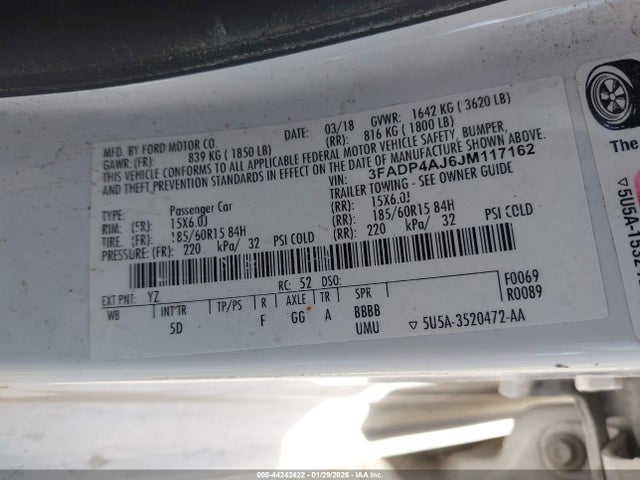 MFD. BY FORD MOTOR CO.
DATE: 03/18 GVWR: 1642 KG ( 3620 LB)
GAWR: (FR): 839 KG ( 1850 LB) (RR): 816 KG ( 1800 LB)
THIS VEHICLE CONFORMS TO ALL APPLICABLE FEDERAL MOTOR VEHICLE SAFETY, BUMPER,
AND THEFT PREVENTION STANDARDS IN EFFECT ON THE DATE OF MANUFACTURE SHOWN ABOVE.
VIN: 3FADP4AJ6JM117162
TYPE: Passenger Car TRAILER TOWING - SEE OWNER GUIDE
RIM: (FR): 15X6.0J (RR): 15X6.0J
TIRE: (FR): 185/60R15 84H (RR): 185/60R15 84H
PRESSURE: (FR): 220 kPa/ 32 PSI COLD (RR): 220 kPa/ 32 PSI COLD
EXT PNT: YZ RC: 52 DSO: F0069
WB INT TR TP/PS R AXLE TR SPR R0089
5D F GG A BBBB
UMU ▽ 5U5A-3520472-AA
The
▽5U5A-1532
000-44242422 | 01/29/2026 - IAA Inc.